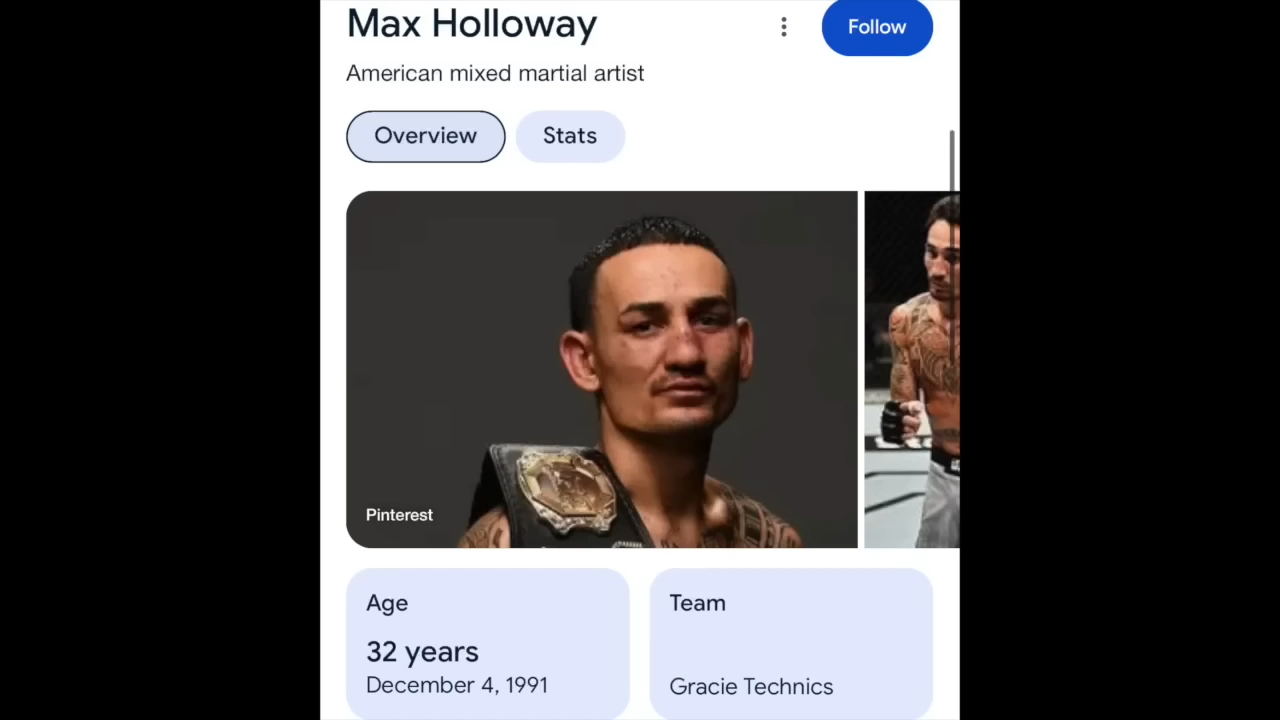 Max Holloway
Follow
American mixed martial artist
Overview
Stats
Pinterest
Age
Team
32 years
December 4, 1991
Gracie Technics